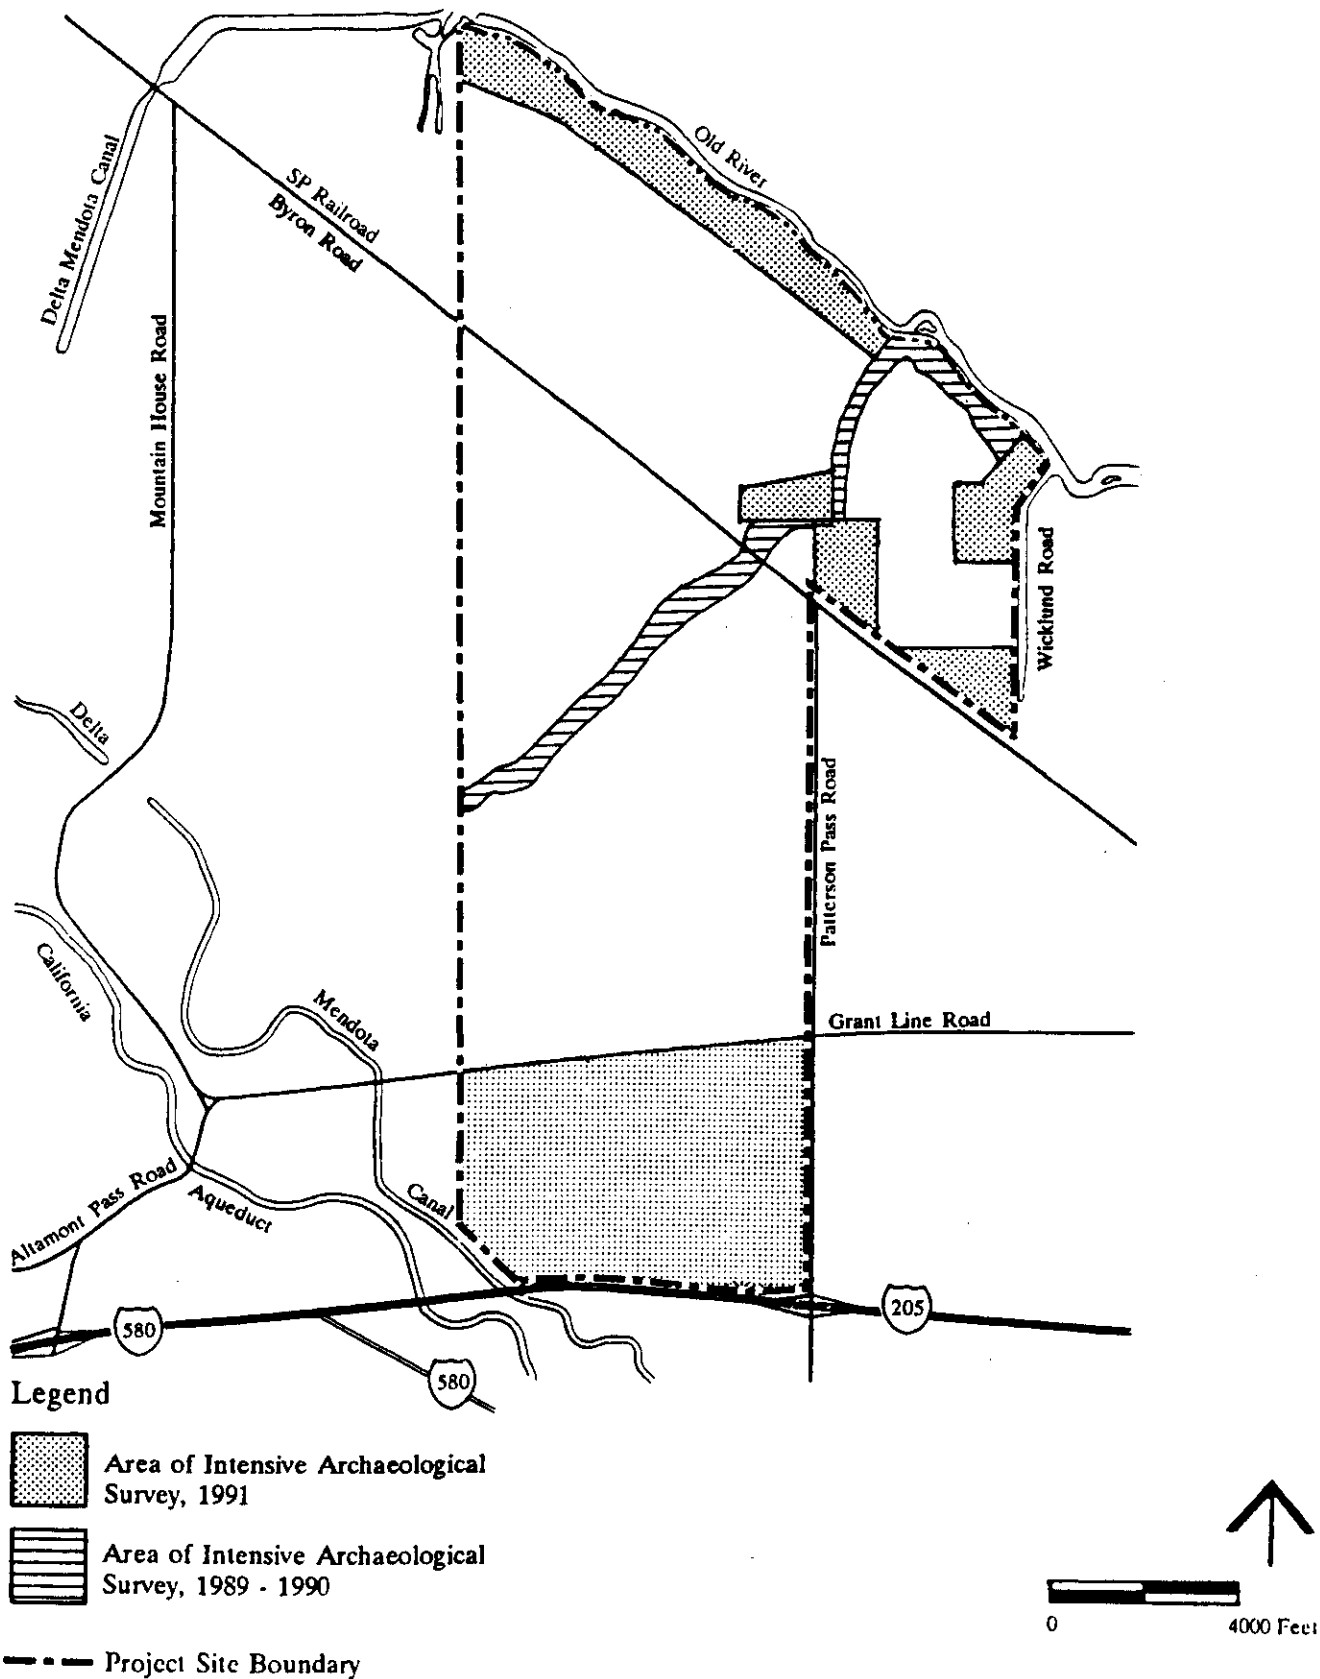 Delta Mendota Canal
SP Railroad
Byron Road
Old River
Mountain House Road
Wicklund Road
Delta
Patterson Pass Road
California
Mendota
Grant Line Road
Altamont Pass Road
Aqueduct
Canal
580
205
580
Legend
Area of Intensive Archaeological
Survey, 1991
Area of Intensive Archaeological
Survey, 1989 - 1990
Project Site Boundary
0
4000 Feet